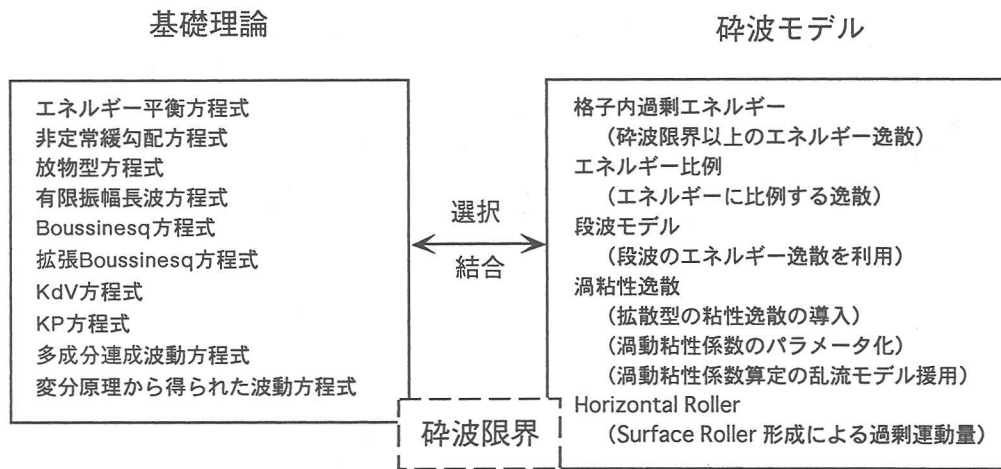 基礎理論
エネルギー平衡方程式
非定常緩勾配方程式
放物型方程式
有限振幅長波方程式
Boussinesq方程式
拡張Boussinesq方程式
KdV方程式
KP方程式
多成分連成波動方程式
変分原理から得られた波動方程式
選択
結合
砕波モデル
格子内過剰エネルギー
（砕波限界以上のエネルギー逸散）
エネルギー比例
（エネルギーに比例する逸散）
段波モデル
（段波のエネルギー逸散を利用）
渦粘性逸散
（拡散型の粘性逸散の導入）
（渦動粘性係数のパラメータ化）
（渦動粘性係数算定の乱流モデル援用）
Horizontal Roller
（Surface Roller 形成による過剰運動量）
砕波限界